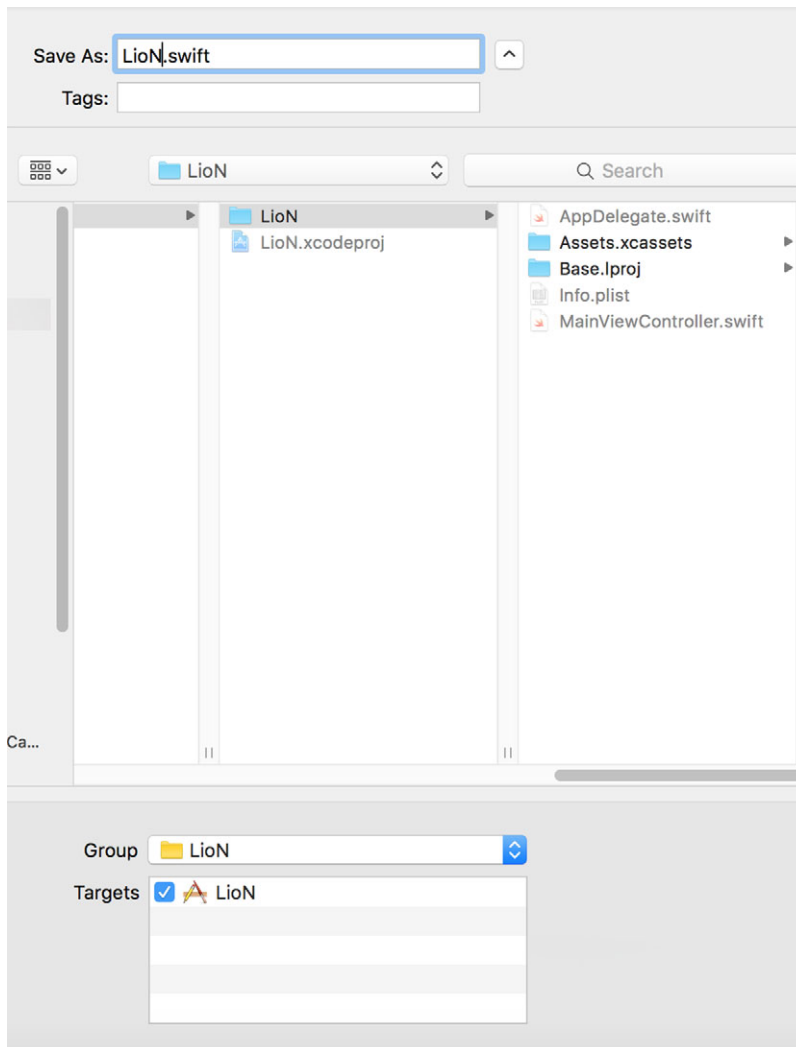 Save As: LioN.swift
Tags:
LioN Search
LioN AppDelegate.swift
LioN.xcodeproj Assets.xcassets
Base.lproj
Info.plist
MainViewController.swift
Ca...
Group LioN
Targets LioN